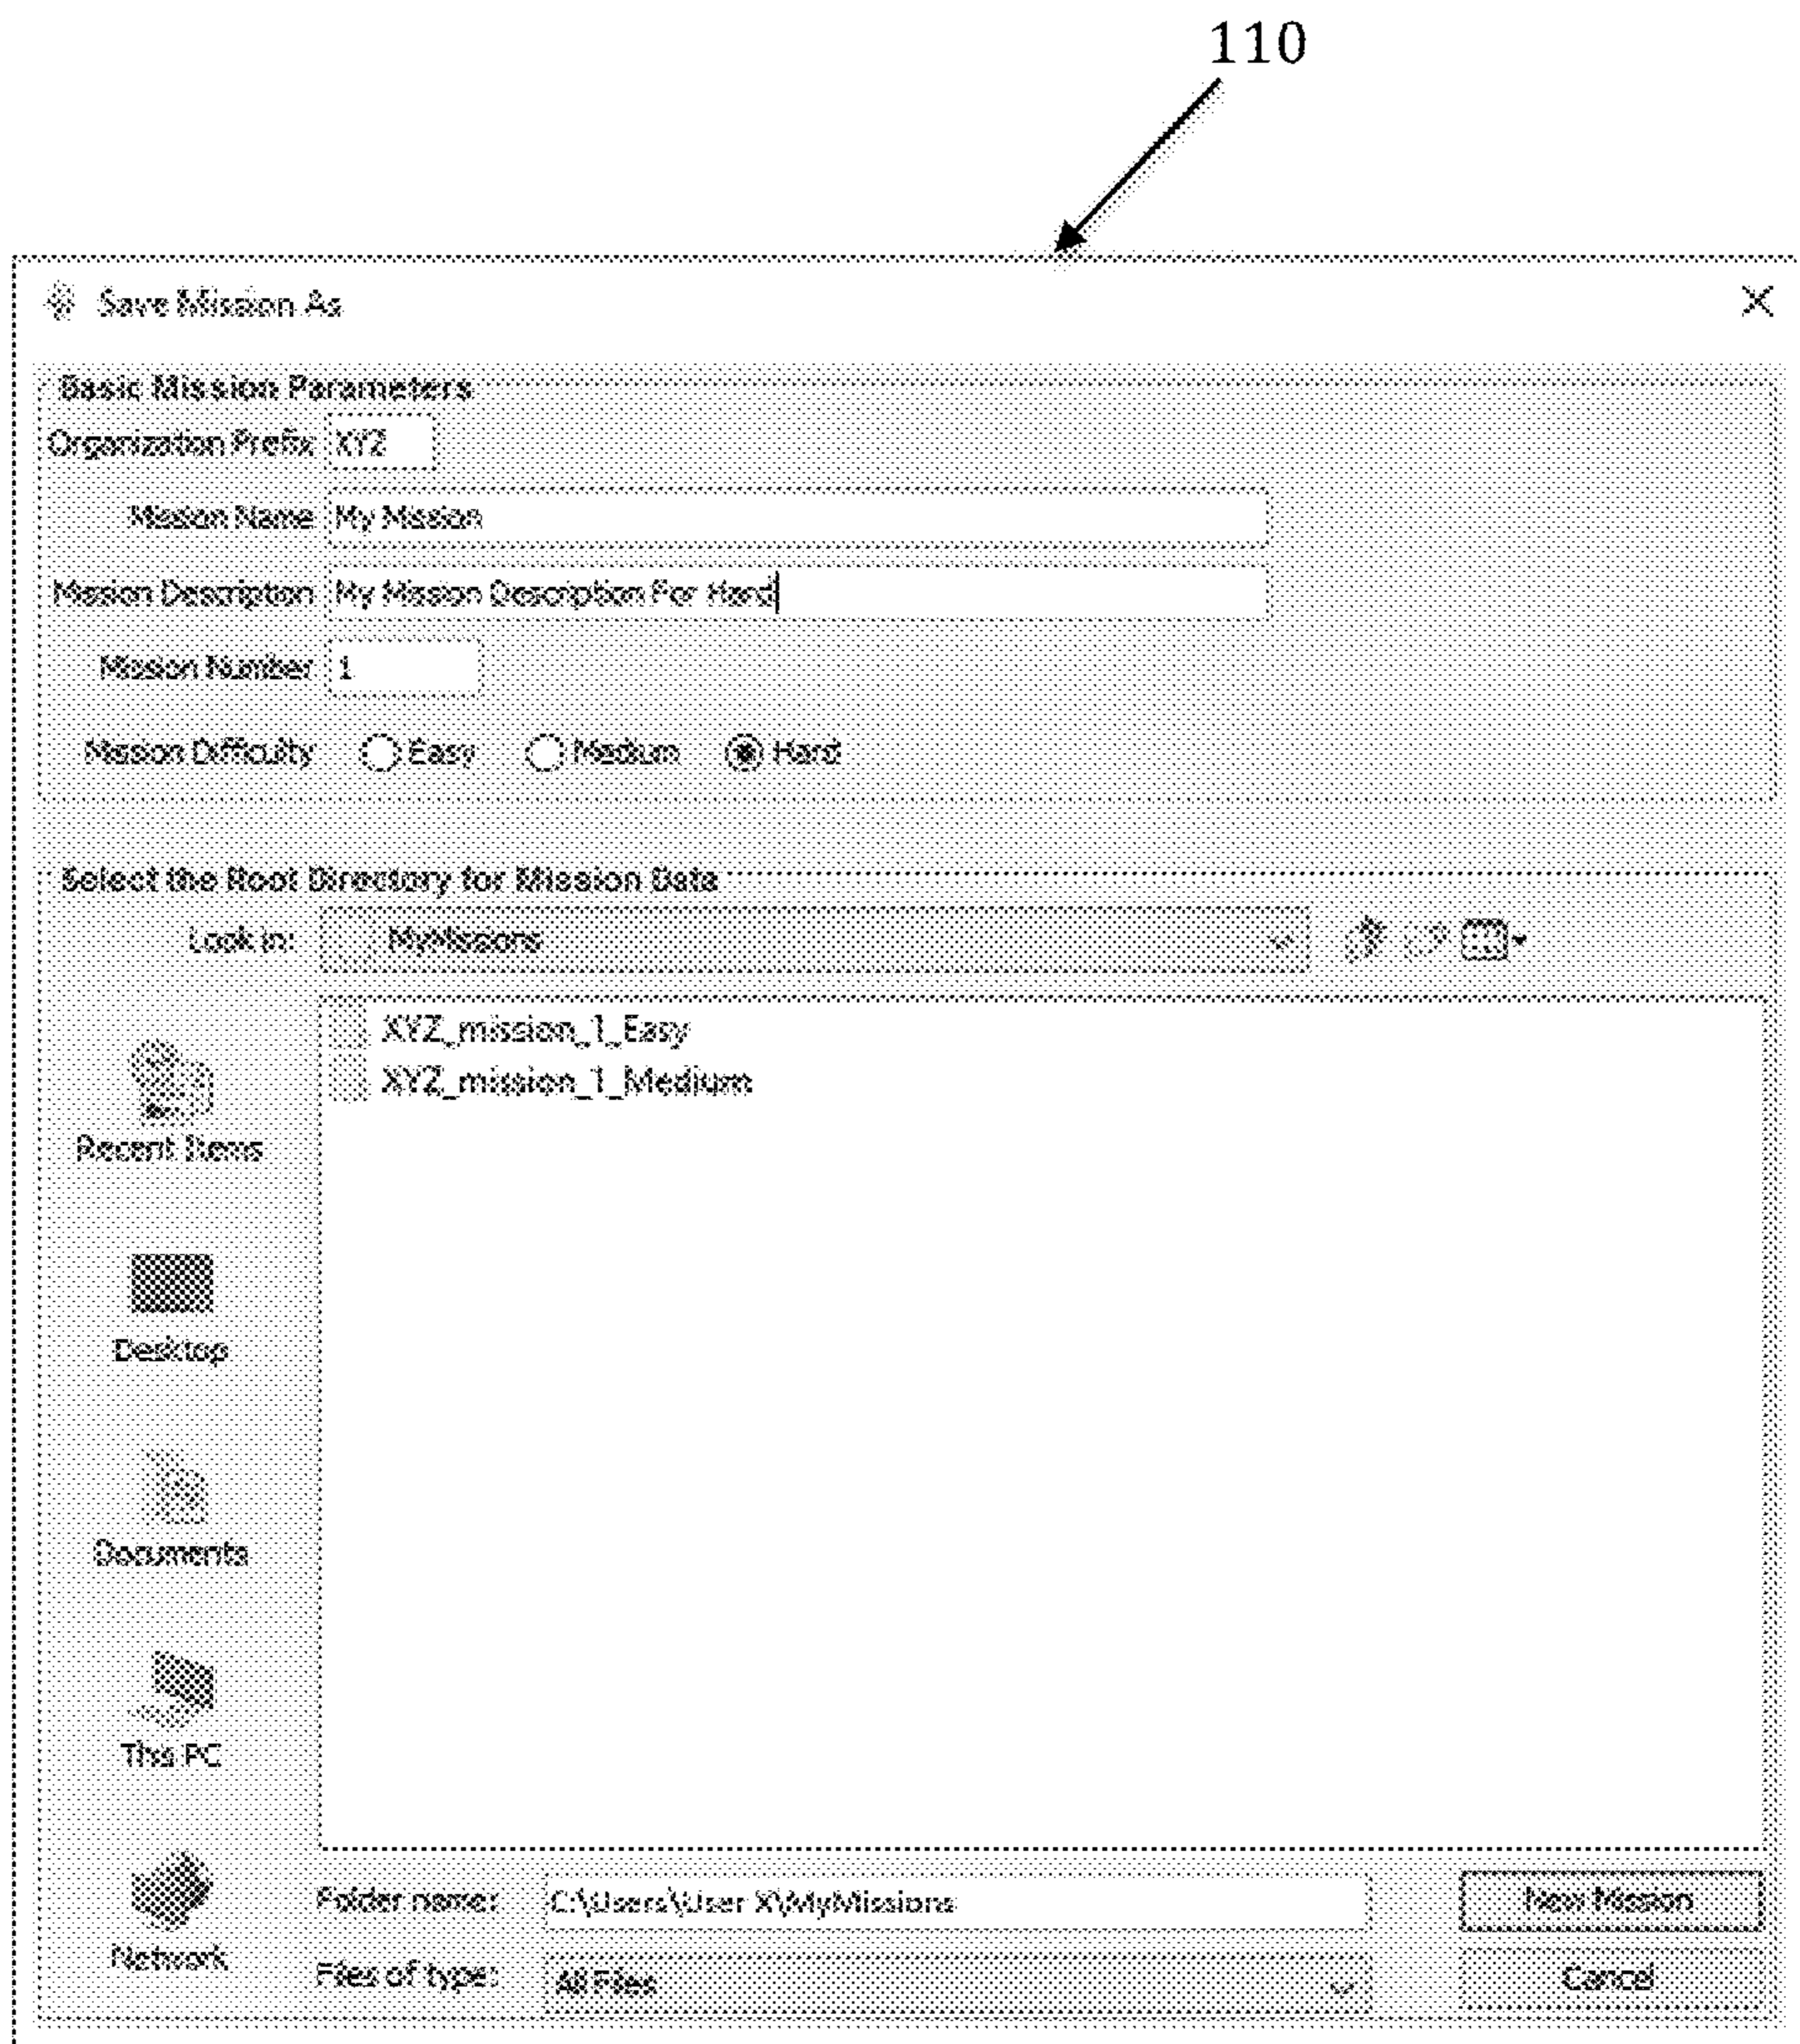 110
Save Mission As
Basic Mission Parameters
Organization Prefix XYZ
Mission Name My Mission
Mission Description My Mission Description For Hard
Mission Number 1
Mission Difficulty Easy Medium Hard
Select the Root Directory for Mission Data
Look in: MyMissions
XYZ_mission_1_Easy
XYZ_mission_1_Medium
Recent Items
Desktop
Documents
This PC
Network
Folder name: C:\Users\User X\MyMissions
New Mission
Files of type: All Files
Cancel